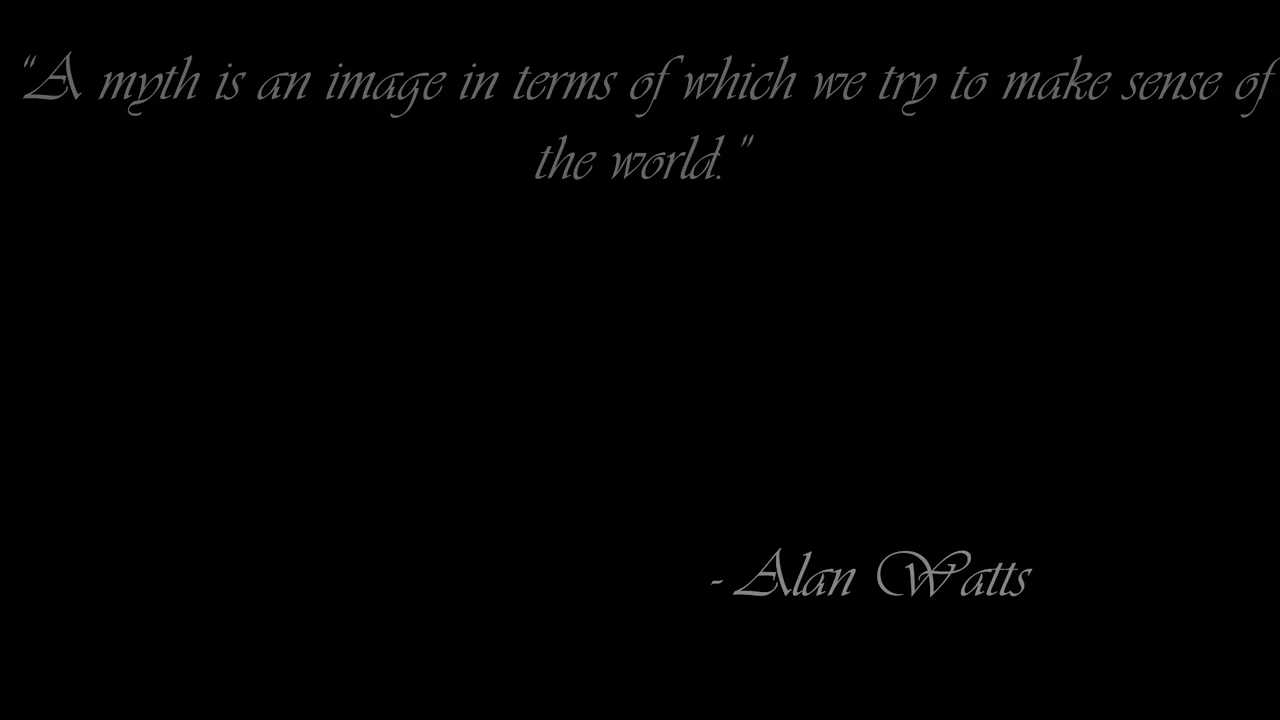 "A myth is an image in terms of which we try to make sense of
the world."
- Alan Watts